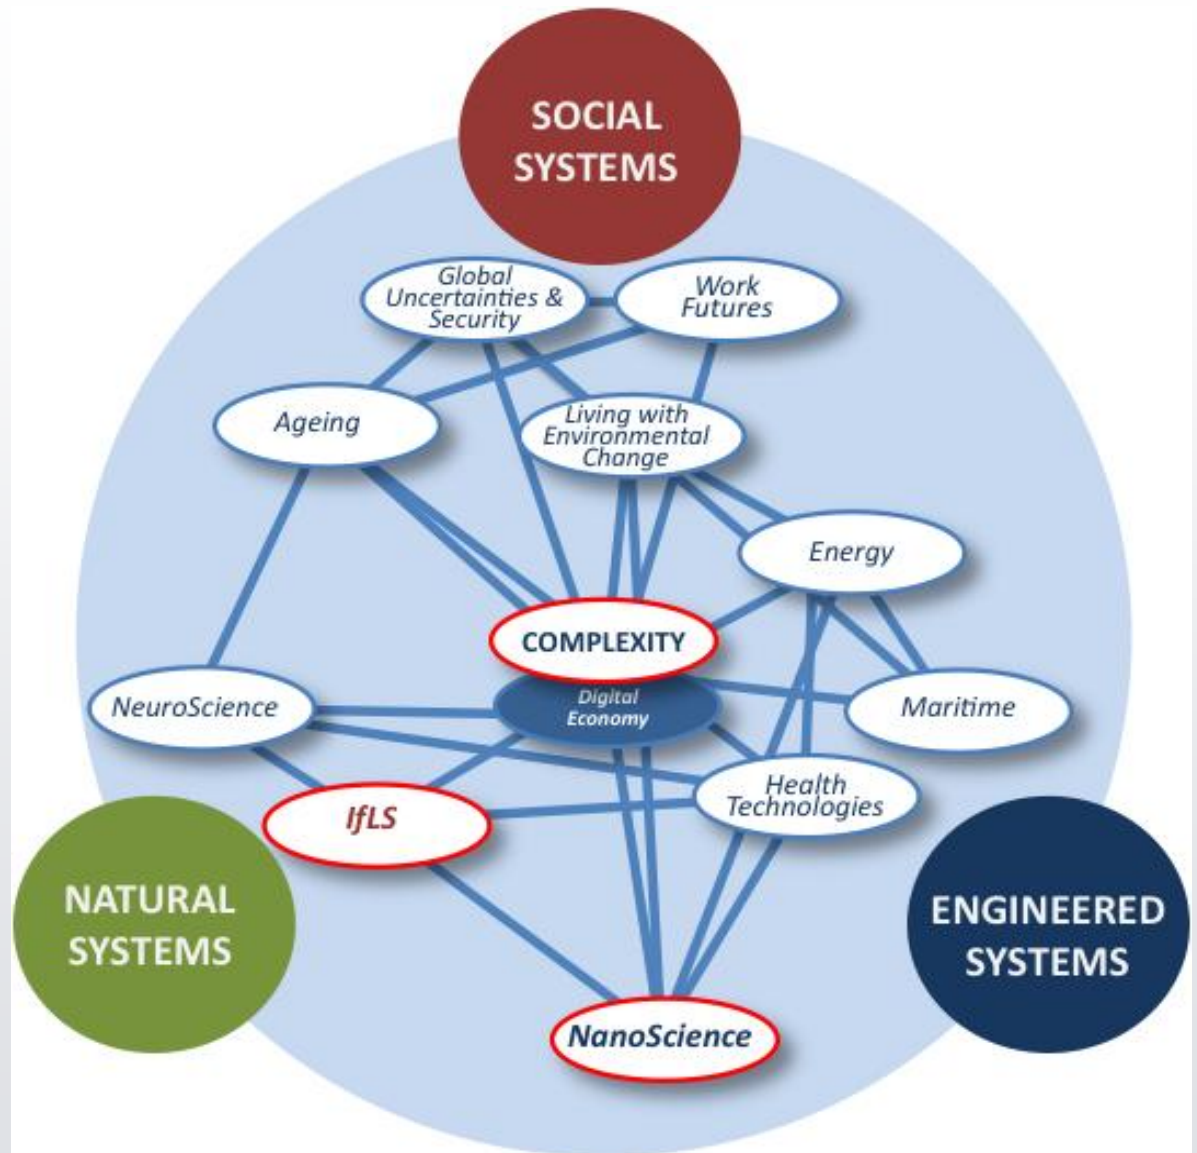 SOCIAL
SYSTEMS
Global
Uncertainties &
Security
Work
Futures
Ageing
Living with
Environmental
Change
Energy
COMPLEXITY
Digital
Economy
NeuroScience
Maritime
Health
Technologies
IfLS
NATURAL
SYSTEMS
ENGINEERED
SYSTEMS
NanoScience